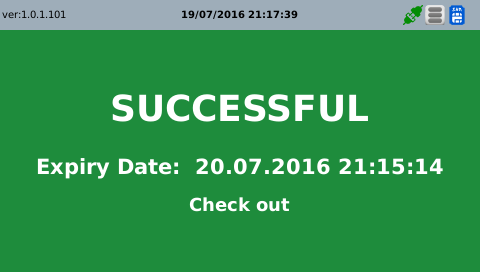 ver:1.0.1.101 19/07/2016 21:17:39
SUCCESSFUL
Expiry Date: 20.07.2016 21:15:14
Check out